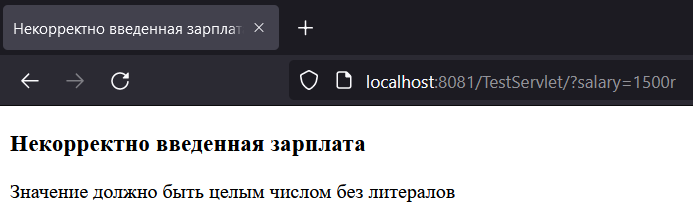 Некорректно введенная зарплат
localhost:8081/TestServlet/?salary=1500r
Некорректно введенная зарплата
Значение должно быть целым числом без литералов